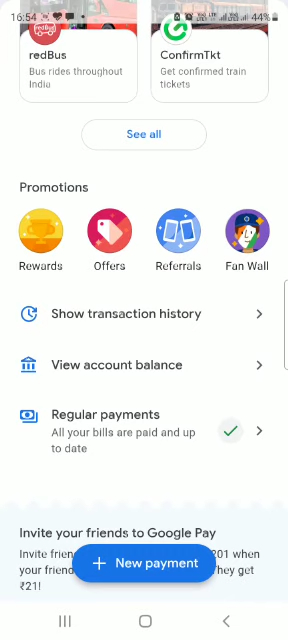 16:54 44%
redBus ConfirmTkt
Bus rides throughout Get confirmed train
India tickets
See all
Promotions
Rewards Offers Referrals Fan Wall
Show transaction history
View account balance
Regular payments
All your bills are paid and up
to date
Invite your friends to Google Pay
Invite 201 when
your hey get
₹21!
+ New payment